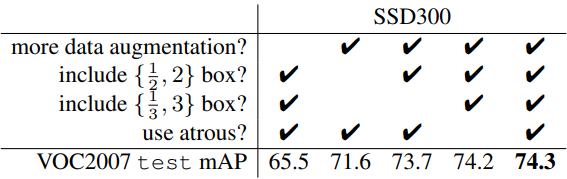 SSD300
more data augmentation? ✔ ✔ ✔ ✔
include {1/2, 2} box? ✔ ✔ ✔ ✔
include {1/3, 3} box? ✔ ✔ ✔
use atrous? ✔ ✔ ✔ ✔
VOC2007 test mAP 65.5 71.6 73.7 74.2 74.3